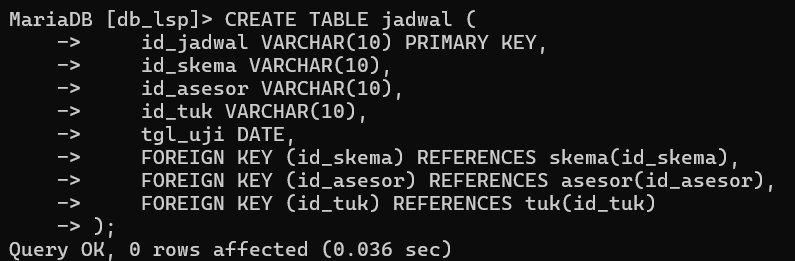 MariaDB [db_lsp]> CREATE TABLE jadwal (
    ->     id_jadwal VARCHAR(10) PRIMARY KEY,
    ->     id_skema VARCHAR(10),
    ->     id_asesor VARCHAR(10),
    ->     id_tuk VARCHAR(10),
    ->     tgl_uji DATE,
    ->     FOREIGN KEY (id_skema) REFERENCES skema(id_skema),
    ->     FOREIGN KEY (id_asesor) REFERENCES asesor(id_asesor),
    ->     FOREIGN KEY (id_tuk) REFERENCES tuk(id_tuk)
    -> );
Query OK, 0 rows affected (0.036 sec)